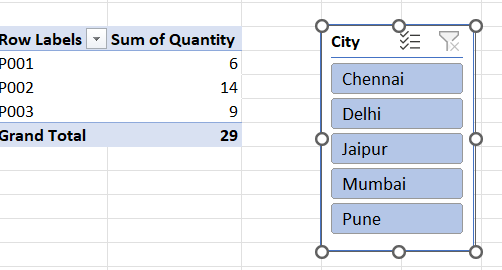 Row Labels Sum of Quantity
P001 6
P002 14
P003 9
Grand Total 29
City
Chennai
Delhi
Jaipur
Mumbai
Pune